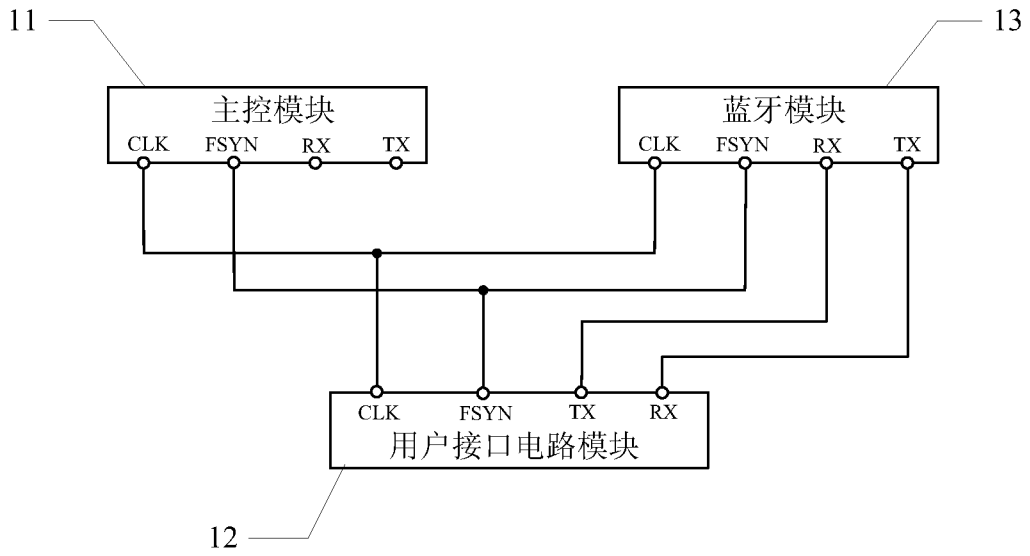 11
13
主控模块
蓝牙模块
CLK FSYN RX TX
CLK FSYN RX TX
CLK FSYN TX RX
用户接口电路模块
12